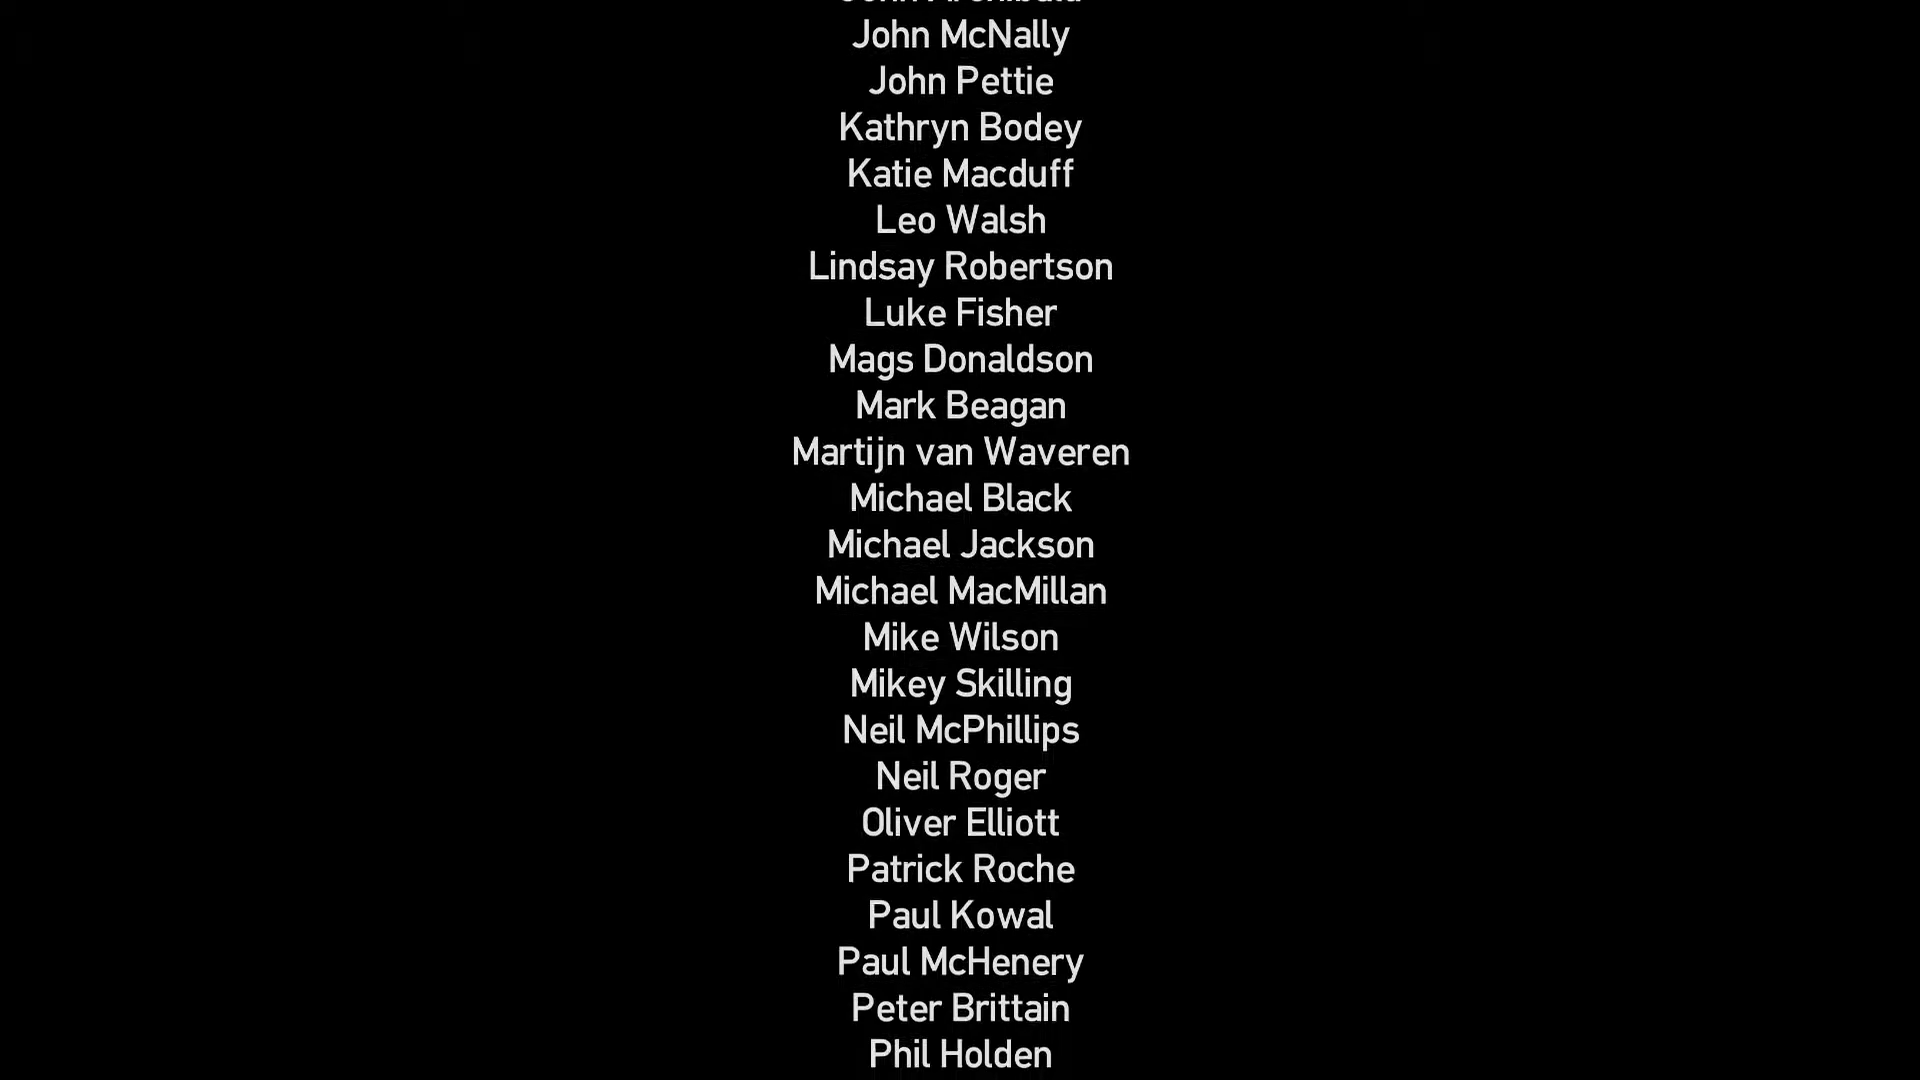 John Archibald
John McNally
John Pettie
Kathryn Bodey
Katie Macduff
Leo Walsh
Lindsay Robertson
Luke Fisher
Mags Donaldson
Mark Beagan
Martijn van Waveren
Michael Black
Michael Jackson
Michael MacMillan
Mike Wilson
Mikey Skilling
Neil McPhillips
Neil Roger
Oliver Elliott
Patrick Roche
Paul Kowal
Paul McHenery
Peter Brittain
Phil Holden